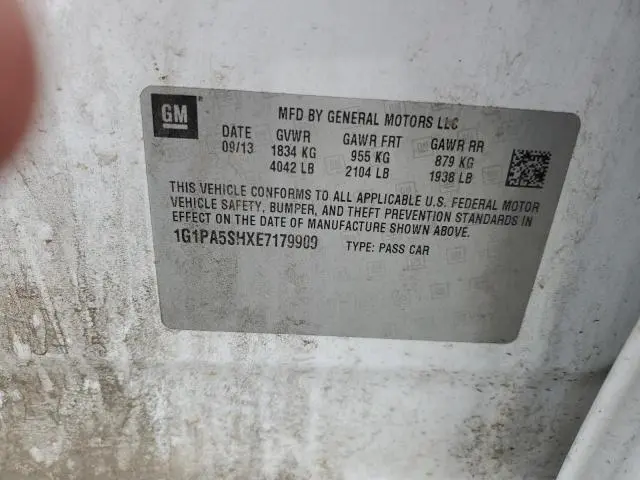 GM
MFD BY GENERAL MOTORS LLC
DATE GVWR GAWR FRT GAWR RR
09/13 1834 KG 955 KG 879 KG
4042 LB 2104 LB 1938 LB
THIS VEHICLE CONFORMS TO ALL APPLICABLE U.S. FEDERAL MOTOR
VEHICLE SAFETY, BUMPER, AND THEFT PREVENTION STANDARDS IN
EFFECT ON THE DATE OF MANUFACTURE SHOWN ABOVE.
1G1PA5SHXE7179909 TYPE: PASS CAR